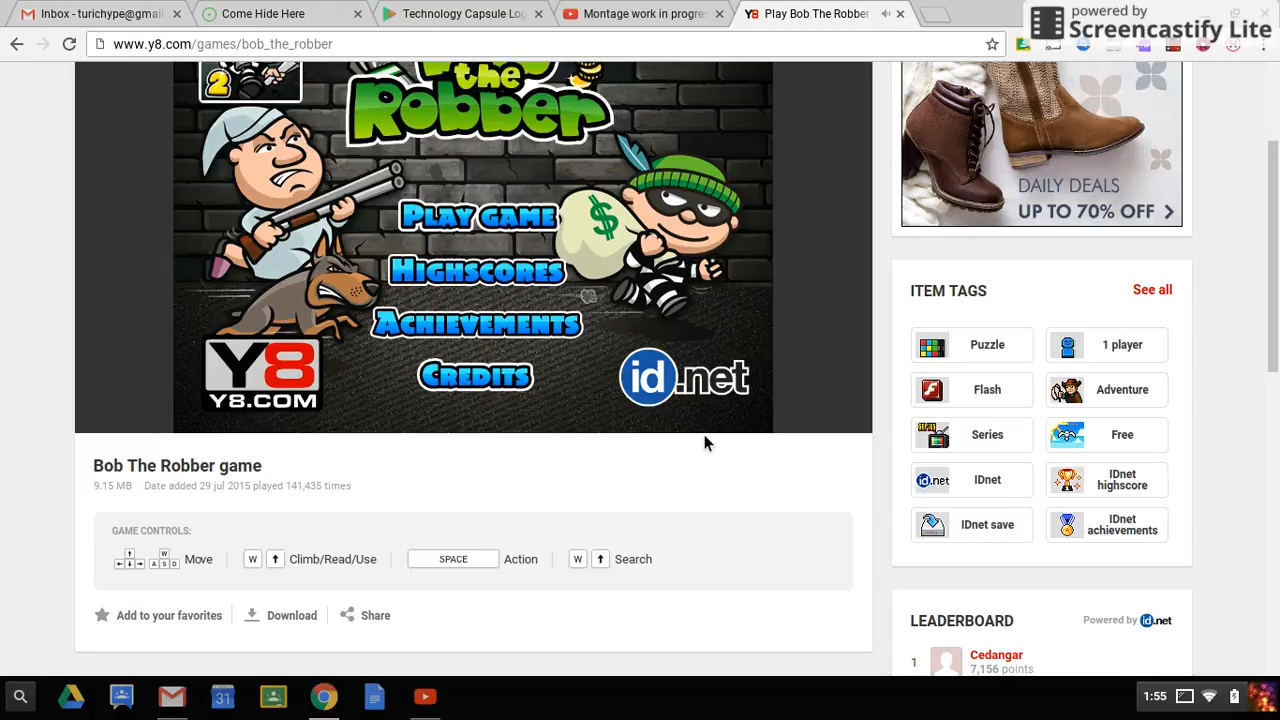 Inbox - turichype@gmai
Come Hide Here
Technology Capsule Log
Montage work in progre
Y8 Play Bob The Robber
powered by
Screencastify Lite
www.y8.com/games/bob_the_robber
2
the
Robber
PLAY GAME
$
HIGHSCORES
ACHIEVEMENTS
CREDITS
Y8
Y8.COM
id.net
DAILY DEALS
UP TO 70% OFF
ITEM TAGS
See all
Puzzle
1 player
Flash
Adventure
Series
Free
id.net
IDnet
IDnet highscore
IDnet save
IDnet achievements
Bob The Robber game
9.15 MB Date added 29 jul 2015 played 141,435 times
GAME CONTROLS:
W A S D Move
W Climb/Read/Use
SPACE Action
W Search
Add to your favorites
Download
Share
LEADERBOARD
Powered by id.net
1
Cedangar
7,156 points
31
1:55